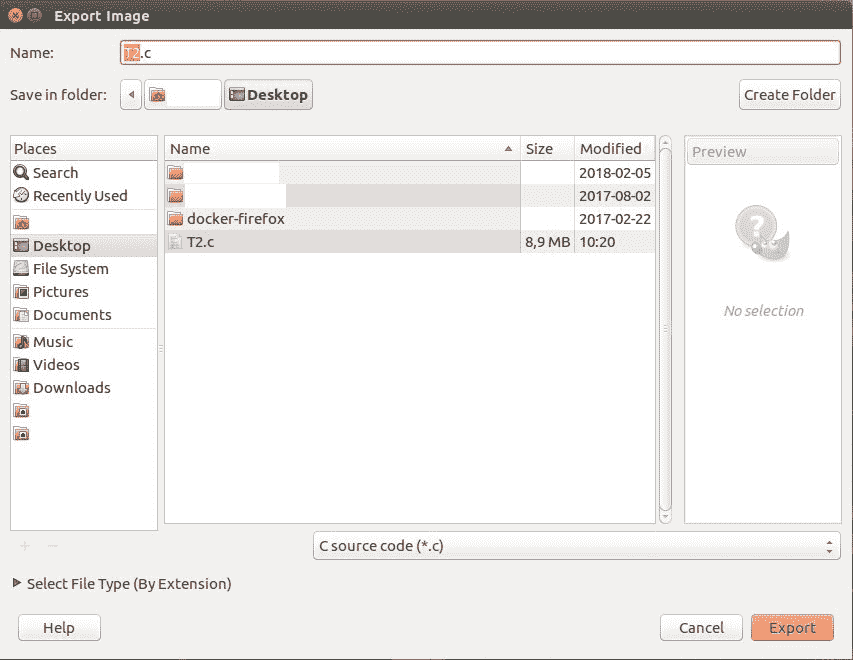 Export Image
Name: T2.c
Save in folder: Desktop Create Folder
Places
Search
Recently Used
Desktop
File System
Pictures
Documents
Music
Videos
Downloads
Name Size Modified
2018-02-05
2017-08-02
docker-firefox 2017-02-22
T2.c 8,9 MB 10:20
Preview
No selection
C source code (*.c)
Select File Type (By Extension)
Help Cancel Export